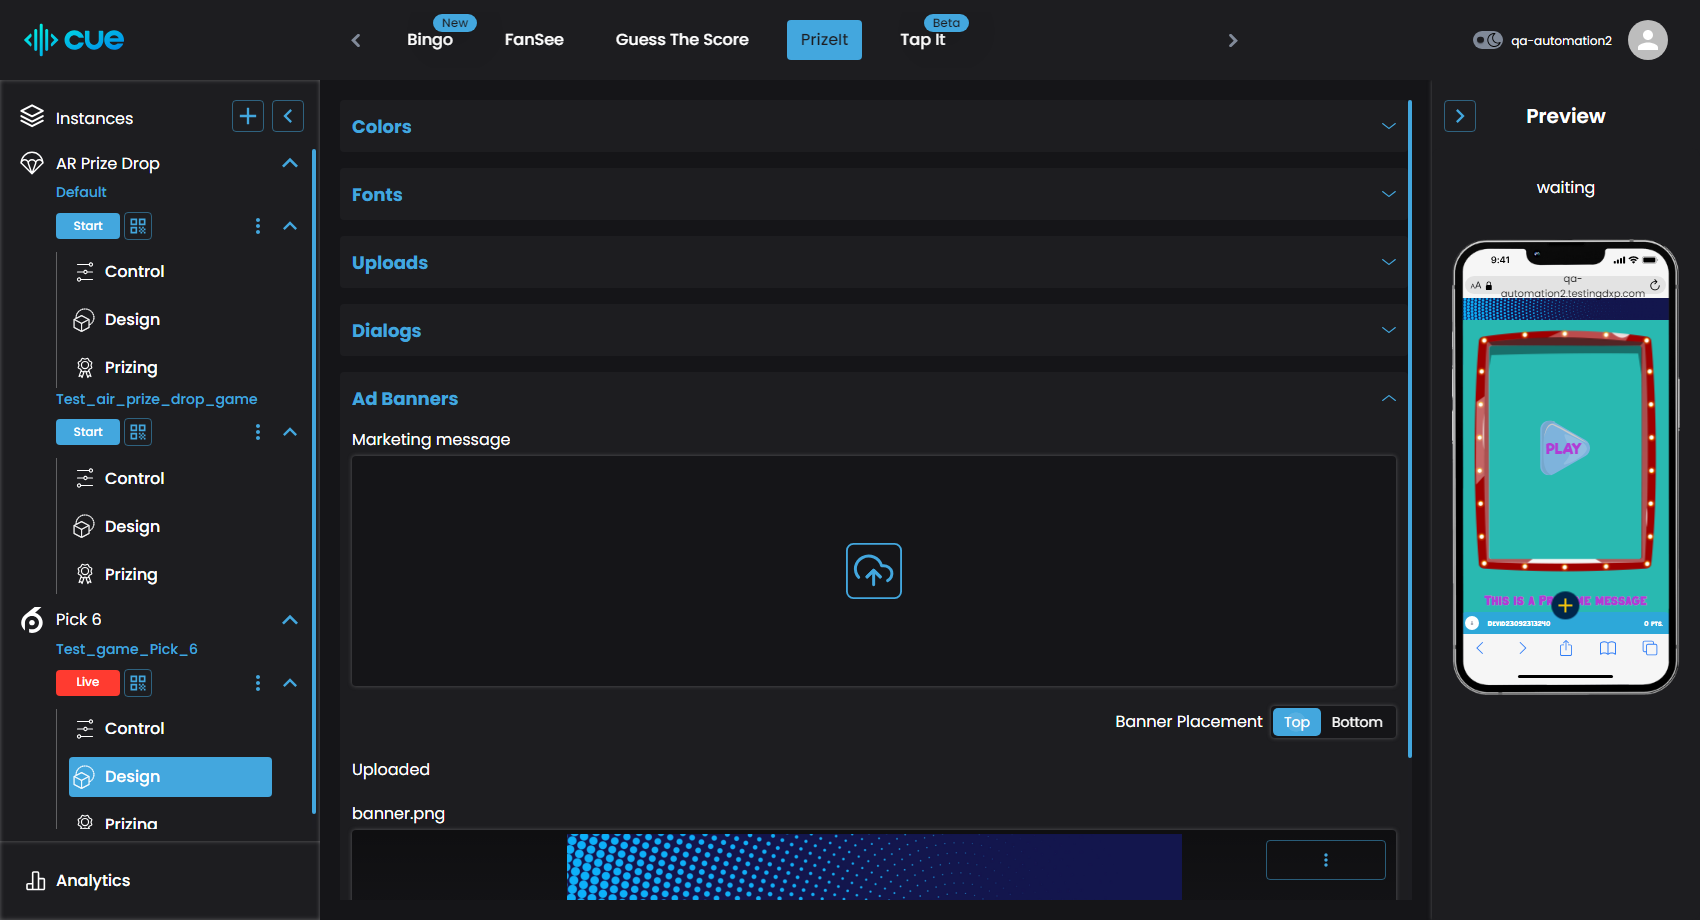 cue
Bingo
New
FanSee
Guess The Score
PrizeIt
Tap It
Beta
qa-automation2
Instances
AR Prize Drop
Default
Start
Control
Design
Prizing
Test_air_prize_drop_game
Start
Control
Design
Prizing
Pick 6
Test_game_Pick_6
Live
Control
Design
Prizing
Analytics
Colors
Fonts
Uploads
Dialogs
Ad Banners
Marketing message
Banner Placement
Top
Bottom
Uploaded
banner.png
Preview
waiting
9:41
AA
qa-
automation2.testingdxp.com
PLAY
THIS IS A PR ME MESSAGE
DEVID23092313240
0 PTS.